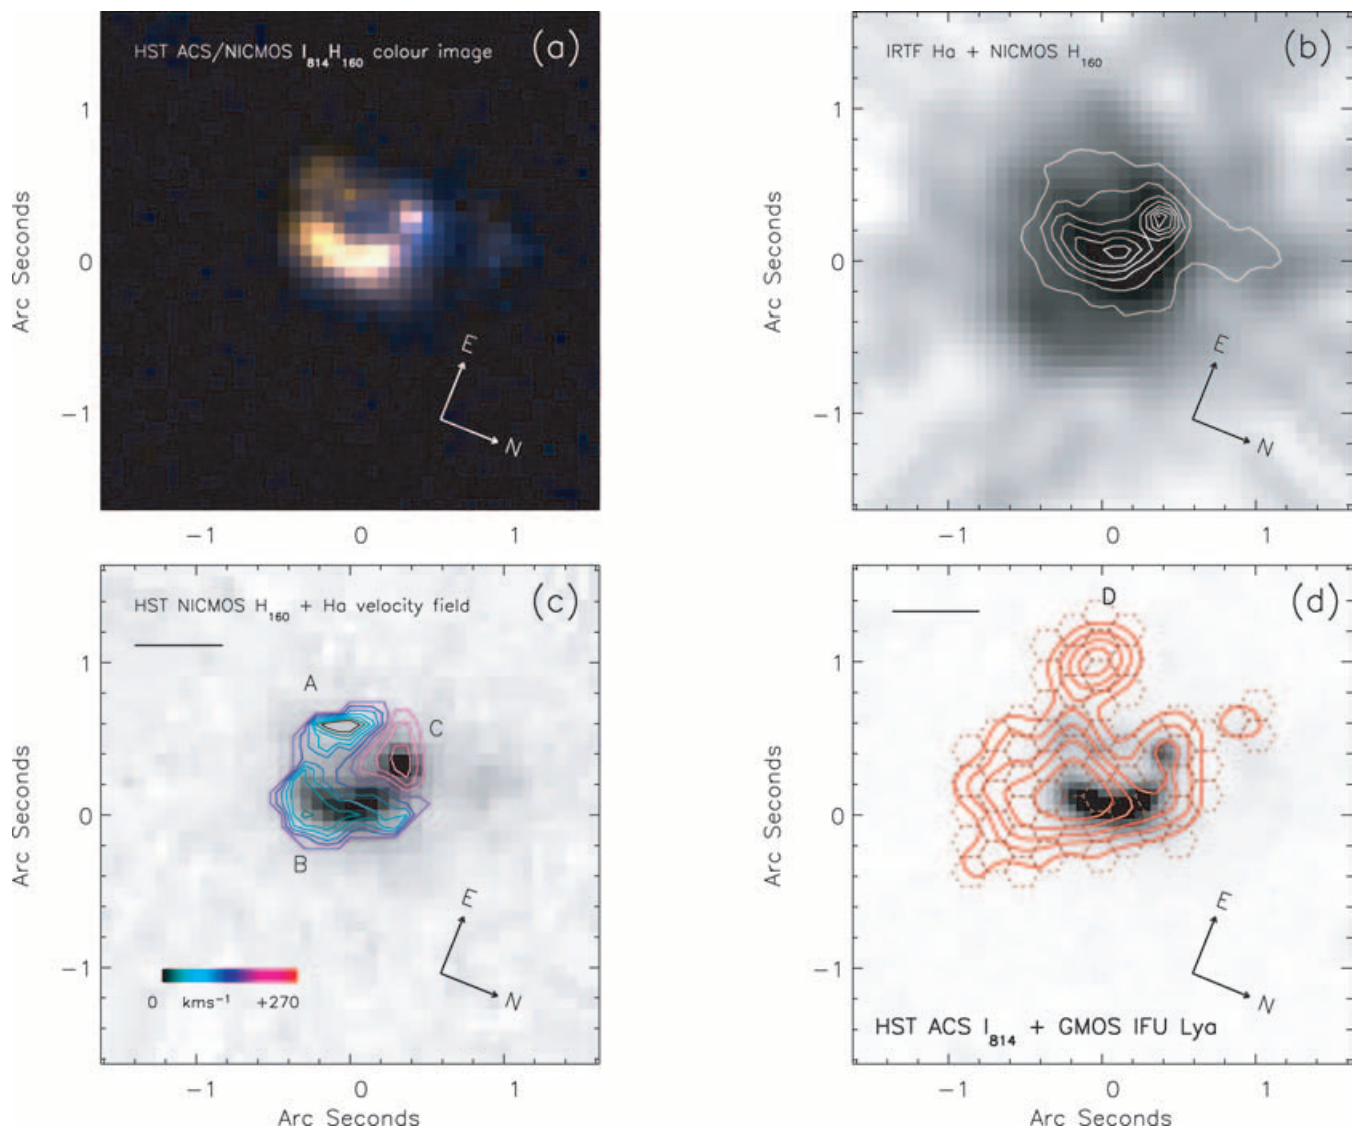 HST ACS/NICMOS I814H160 colour image (a)
1
0
−1
Arc Seconds
E
N
−1 0 1
IRTF Ha + NICMOS H160 (b)
1
0
−1
Arc Seconds
E
N
−1 0 1
HST NICMOS H160 + Ha velocity field (c)
1
0
−1
Arc Seconds
A
C
B
E
N
0 kms−1 +270
−1 0 1
Arc Seconds
D
(d)
1
0
−1
Arc Seconds
E
N
HST ACS I814 + GMOS IFU Lya
−1 0 1
Arc Seconds